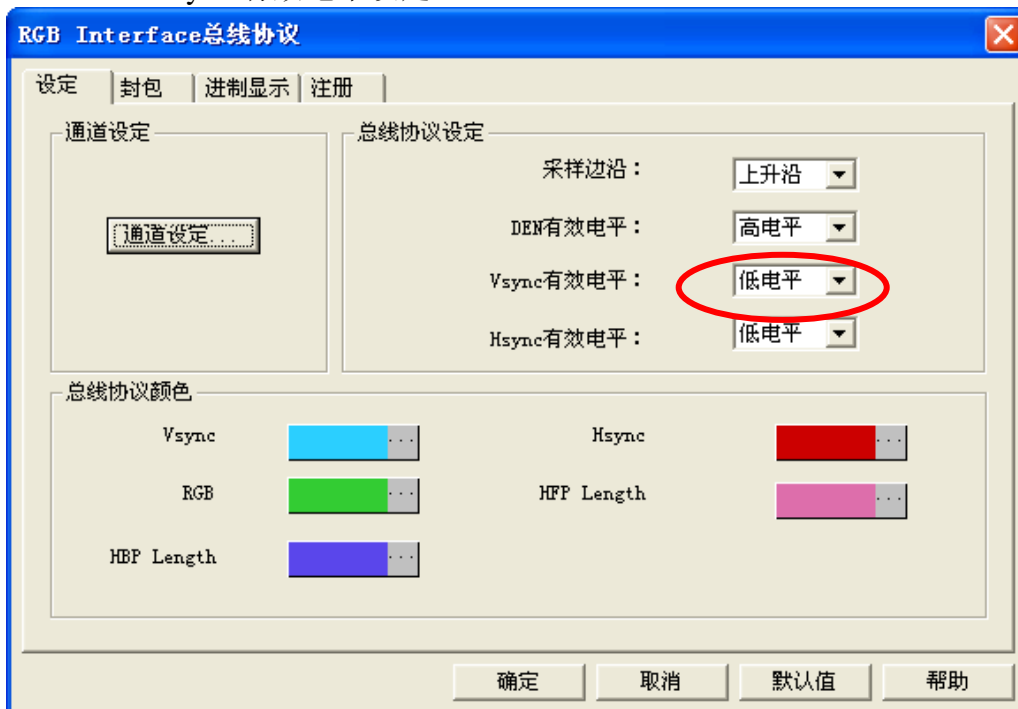 RGB Interface总线协议
设定 封包 进制显示 注册
通道设定
通道设定...
总线协议设定
采样边沿： 上升沿
DEN有效电平： 高电平
Vsync有效电平： 低电平
Hsync有效电平： 低电平
总线协议颜色
Vsync ... Hsync ...
RGB ... HFP Length ...
HBP Length ...
确定 取消 默认值 帮助